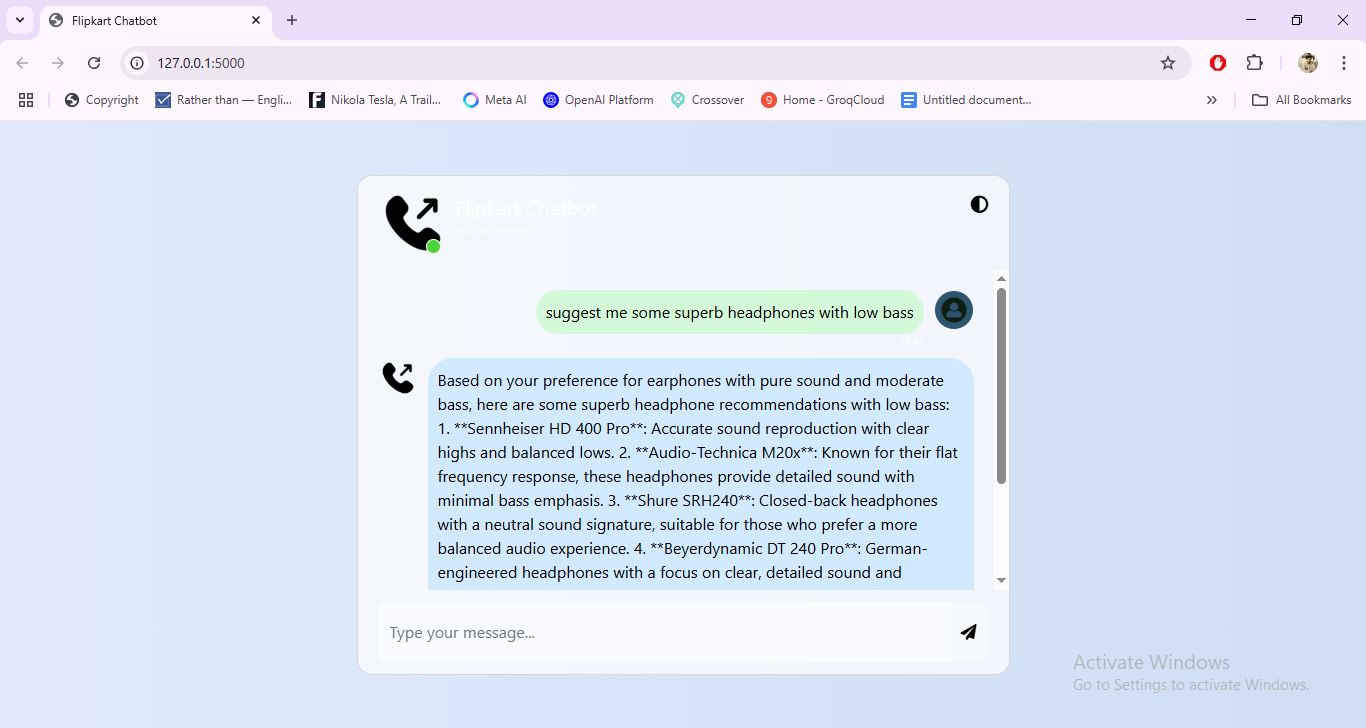 Flipkart Chatbot
127.0.0.1:5000
Copyright
Rather than — Engli...
Nikola Tesla, A Trail...
Meta AI
OpenAI Platform
Crossover
Home - GroqCloud
Untitled document...
All Bookmarks
Flipkart Chatbot
suggest me some superb headphones with low bass
Based on your preference for earphones with pure sound and moderate
bass, here are some superb headphone recommendations with low bass:
1. **Sennheiser HD 400 Pro**: Accurate sound reproduction with clear
highs and balanced lows. 2. **Audio-Technica M20x**: Known for their flat
frequency response, these headphones provide detailed sound with
minimal bass emphasis. 3. **Shure SRH240**: Closed-back headphones
with a neutral sound signature, suitable for those who prefer a more
balanced audio experience. 4. **Beyerdynamic DT 240 Pro**: German-
engineered headphones with a focus on clear, detailed sound and
Type your message...
Activate Windows
Go to Settings to activate Windows.